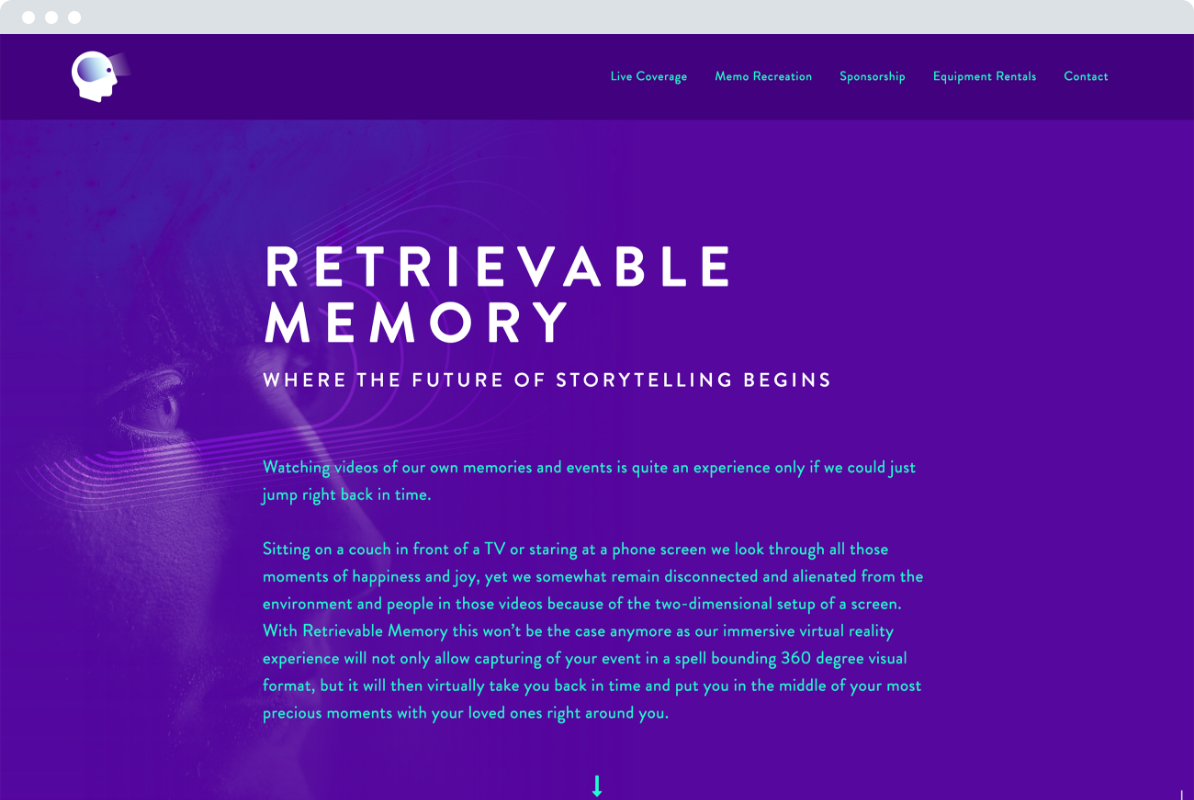 Live Coverage Memo Recreation Sponsorship Equipment Rentals Contact
RETRIEVABLE
MEMORY
WHERE THE FUTURE OF STORYTELLING BEGINS
Watching videos of our own memories and events is quite an experience only if we could just
jump right back in time.
Sitting on a couch in front of a TV or staring at a phone screen we look through all those
moments of happiness and joy, yet we somewhat remain disconnected and alienated from the
environment and people in those videos because of the two-dimensional setup of a screen.
With Retrievable Memory this won’t be the case anymore as our immersive virtual reality
experience will not only allow capturing of your event in a spell bounding 360 degree visual
format, but it will then virtually take you back in time and put you in the middle of your most
precious moments with your loved ones right around you.